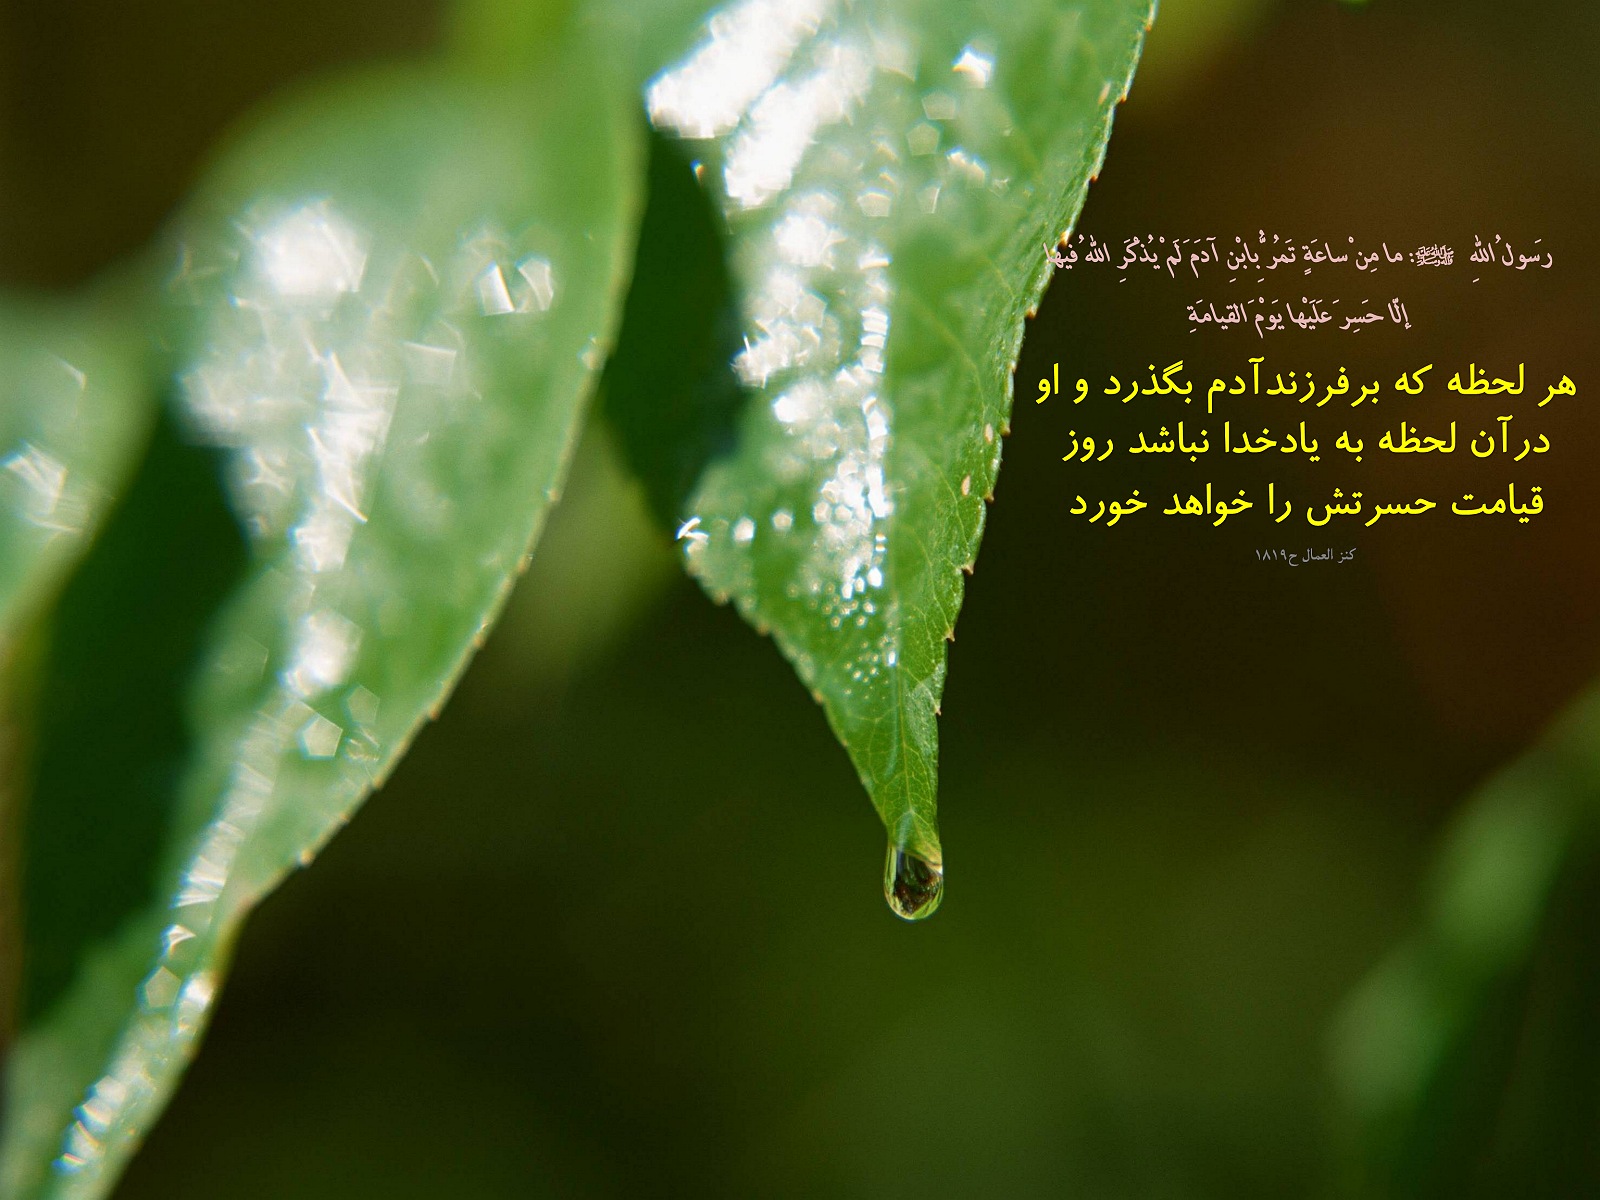 رَسولُ اللهِ ﷺ: ما مِنْ ساعَةٍ تَمُرُّ بِابْنِ آدَمَ لَمْ يُذكَرِ اللهُ فيها
إلّا حَسِرَ عَلَيْها يَوْمَ القيامَةِ
هر لحظه که برفرزندآدم بگذرد و او
درآن لحظه به یادخدا نباشد روز
قیامت حسرتش را خواهد خورد
کنز العمال ح۱۸۱۹